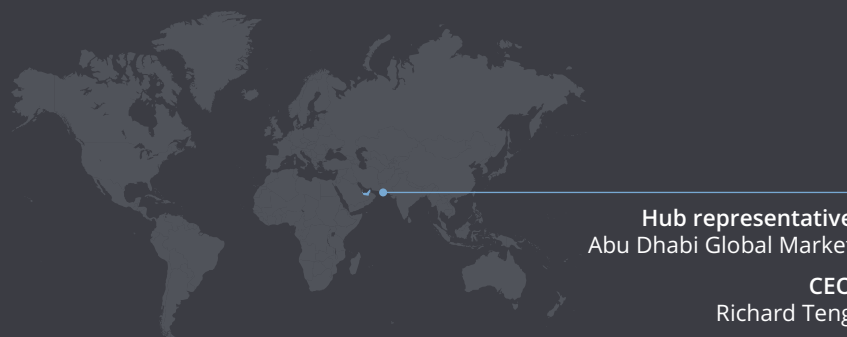 Hub representative
Abu Dhabi Global Market
CEO
Richard Teng